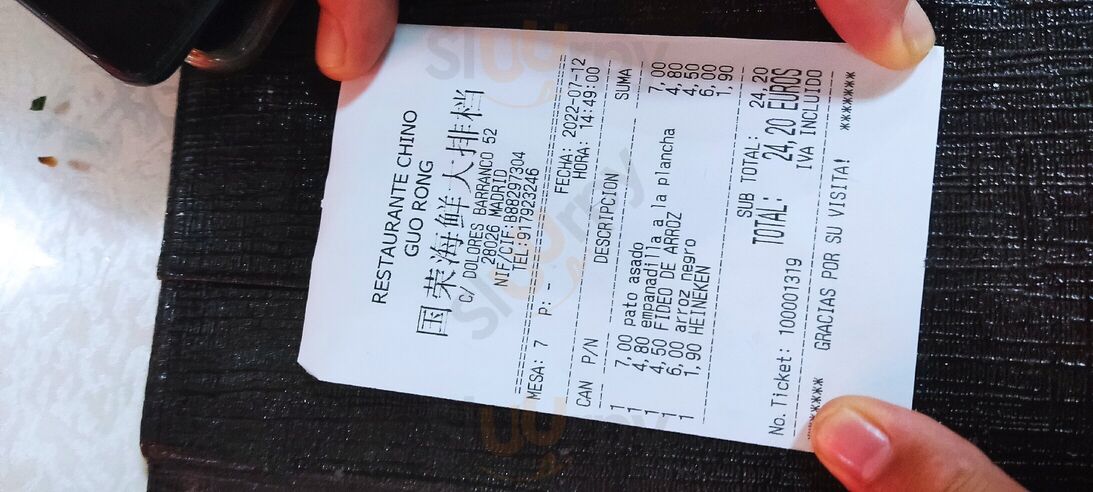 RESTAURANTE CHINO
GUO RONG
国荣海鲜大排档
C/ DOLORES BARRANCO 52
28026 MADRID
NIF/CIF: B88297304
TEL:917923246
MESA: 7 P: - FECHA: 2022-07-12
HORA: 14:49:00
CAN P/N DESCRIPCION SUMA
1 7,00 pato asado 7,00
1 4,80 empanadilla a la plancha 4,80
1 4,50 FIDEO DE ARROZ 4,50
1 6,00 arroz negro 6,00
1 1,90 HEINEKEN 1,90
SUB TOTAL: 24,20
TOTAL: 24,20 EUROS
No.Ticket: 100001319 IVA INCLUIDO
******* GRACIAS POR SU VISITA! *******
sluurpy
sluurpy
sluurpy
sluurpy